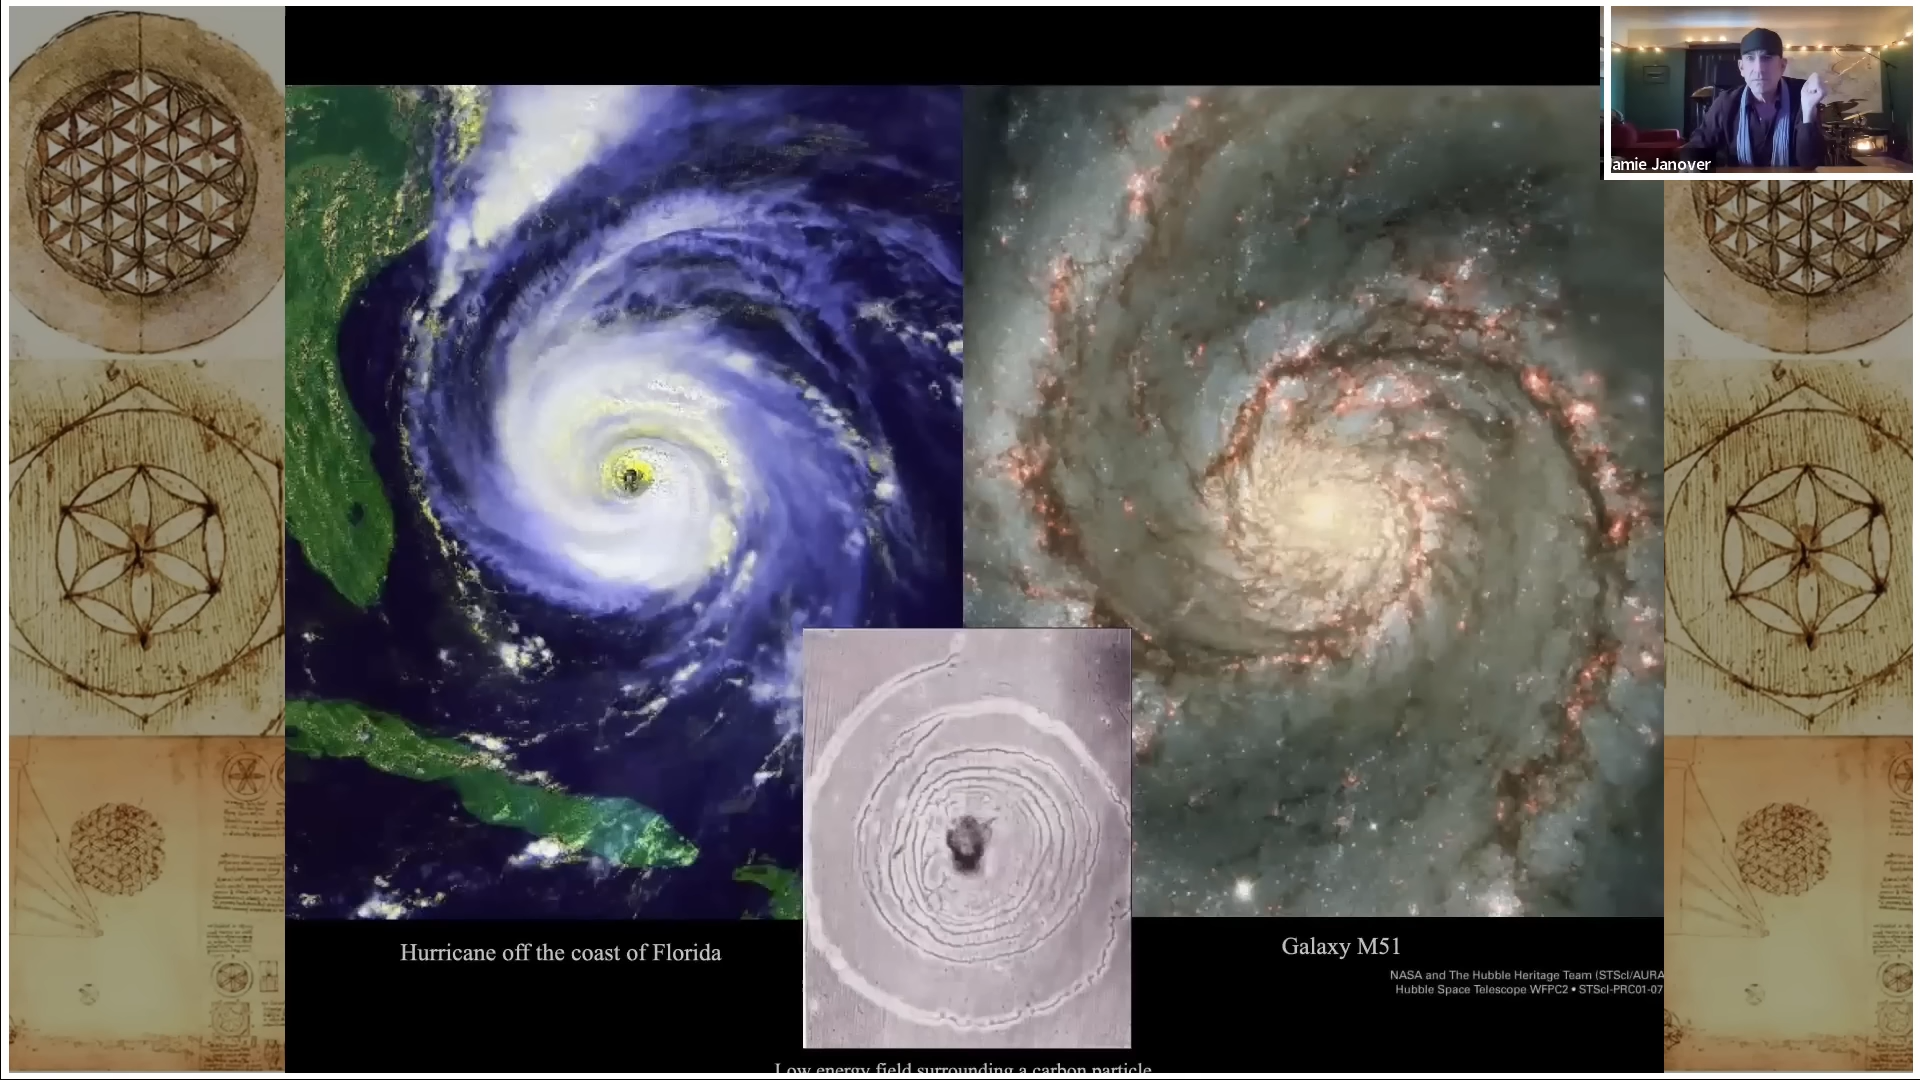 amie Janover
Hurricane off the coast of Florida
Galaxy M51
NASA and The Hubble Heritage Team (STScI/AURA
Hubble Space Telescope WFPC2 • STScI-PRC01-07
Low energy field surrounding a carbon particle